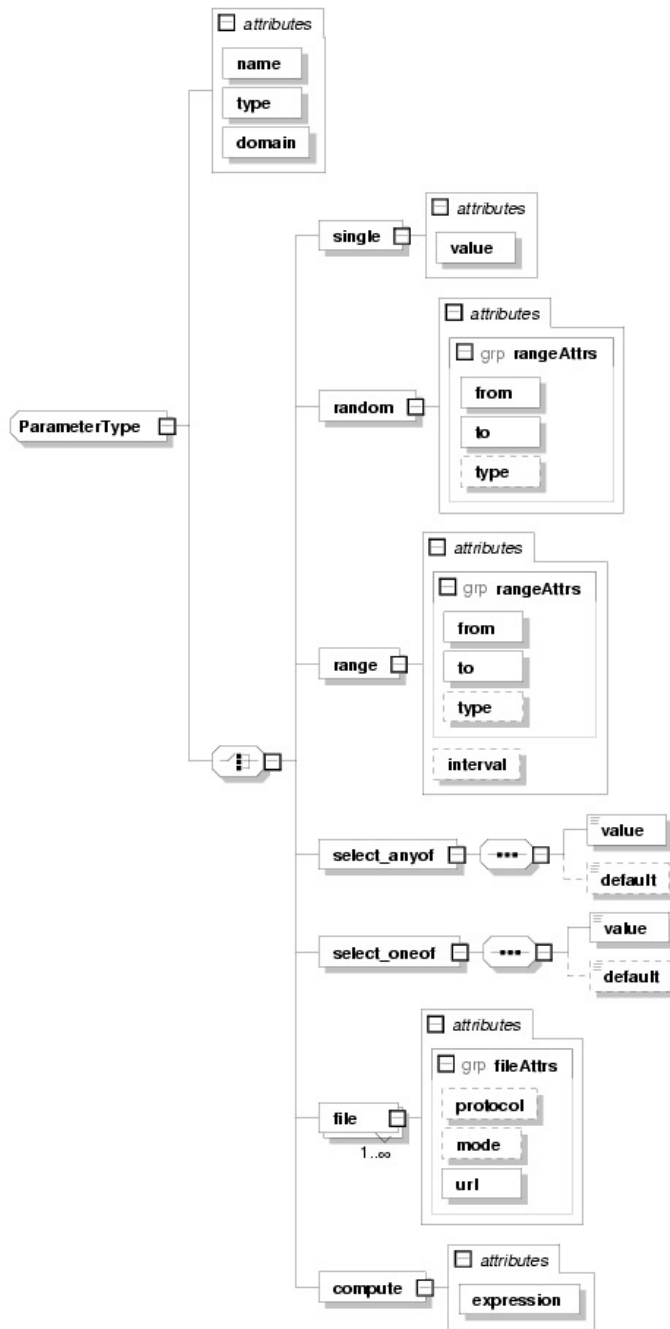 attributes
name
type
domain
single
attributes
value
random
attributes
grp rangeAttrs
from
to
type
ParameterType
range
attributes
grp rangeAttrs
from
to
type
interval
select_anyof
value
default
select_oneof
value
default
file
1..∞
attributes
grp fileAttrs
protocol
mode
url
compute
attributes
expression